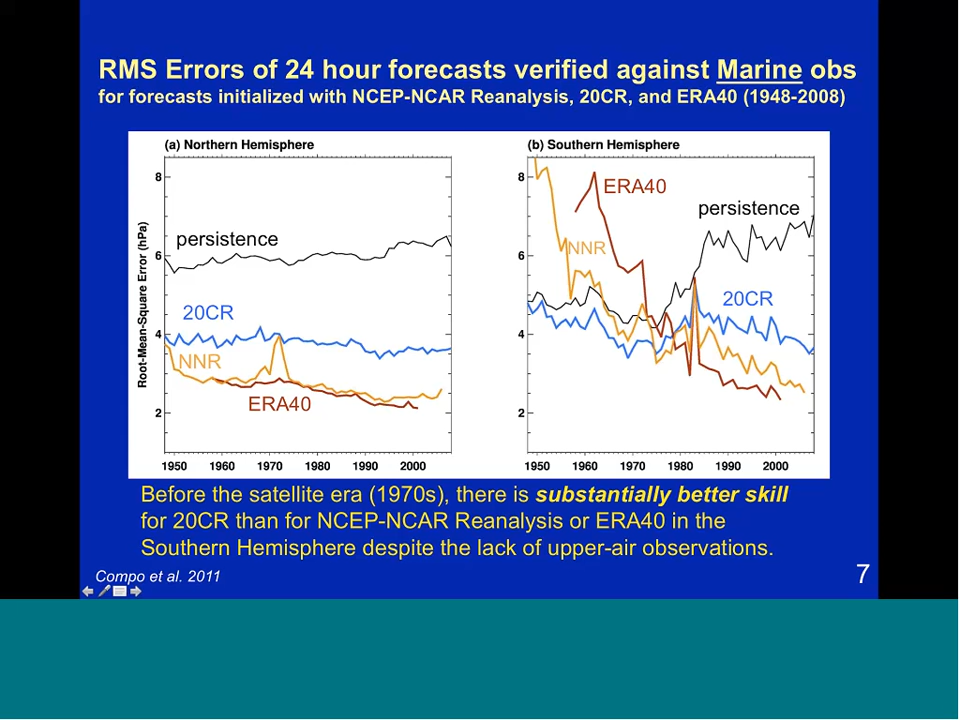 RMS Errors of 24 hour forecasts verified against Marine obs
for forecasts initialized with NCEP-NCAR Reanalysis, 20CR, and ERA40 (1948-2008)
(a) Northern Hemisphere
Root-Mean-Square Error (hPa)
8
6
4
2
persistence
20CR
NNR
ERA40
1950 1960 1970 1980 1990 2000
(b) Southern Hemisphere
8
6
4
2
ERA40
persistence
NNR
20CR
1950 1960 1970 1980 1990 2000
Before the satellite era (1970s), there is substantially better skill
for 20CR than for NCEP-NCAR Reanalysis or ERA40 in the
Southern Hemisphere despite the lack of upper-air observations.
Compo et al. 2011
7